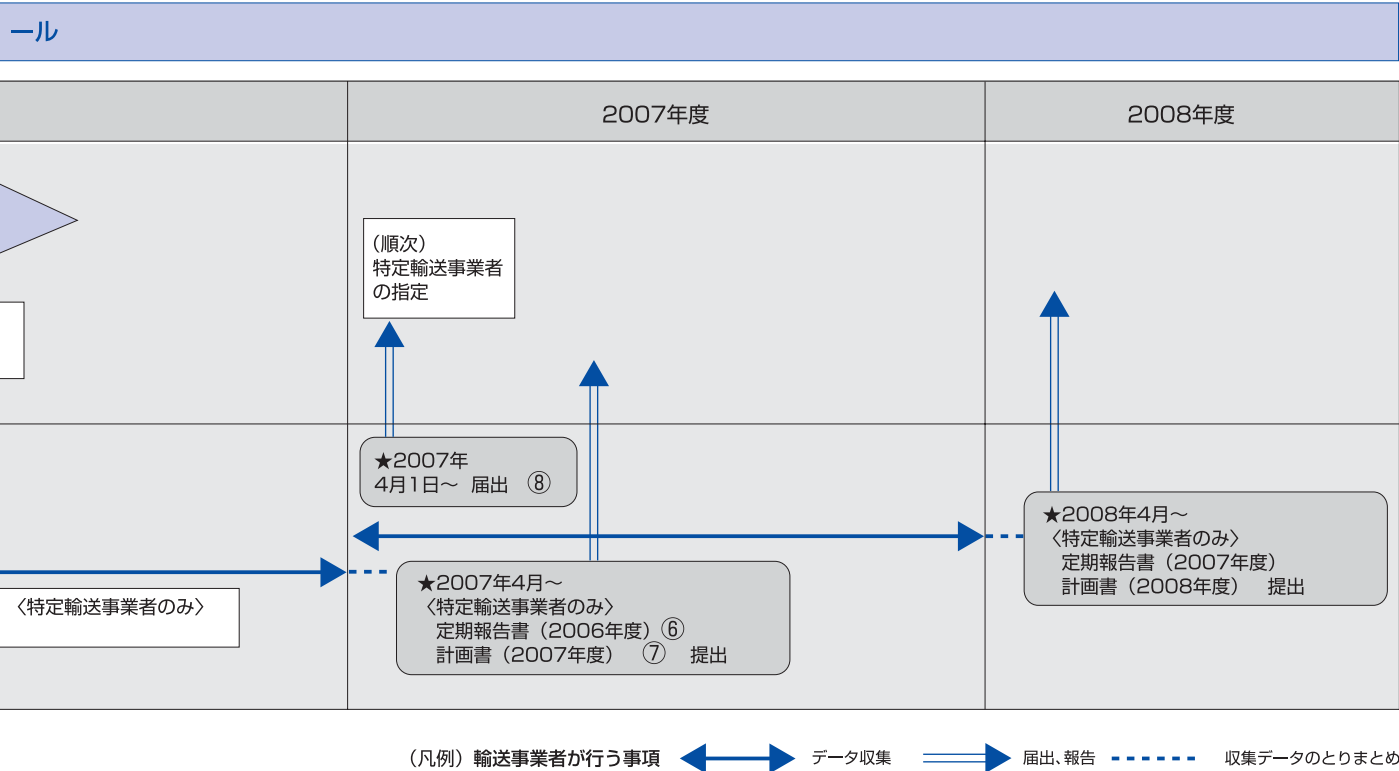 ール
2007年度
2008年度
（順次）
特定輸送事業者
の指定
★2007年
4月1日～ 届出 ⑧
★2008年4月～
〈特定輸送事業者のみ〉
定期報告書（2007年度）
計画書（2008年度） 提出
★2007年4月～
〈特定輸送事業者のみ〉
定期報告書（2006年度）⑥
計画書（2007年度） ⑦ 提出
〈特定輸送事業者のみ〉
（凡例）輸送事業者が行う事項 データ収集 届出、報告 収集データのとりまとめ